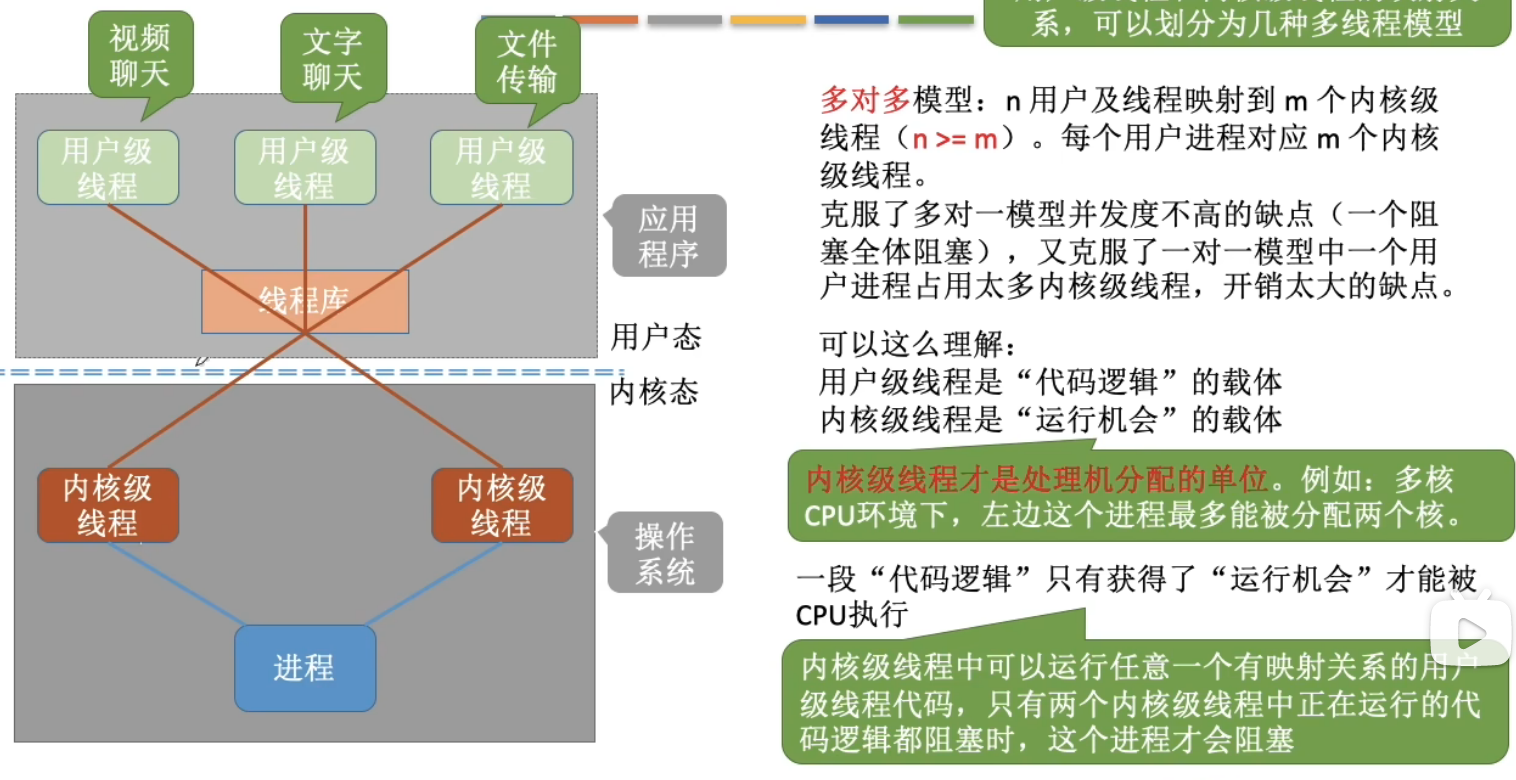 视频
聊天
文字
聊天
文件
传输
用户级
线程
用户级
线程
用户级
线程
应用
程序
线程库
用户态
内核态
内核级
线程
内核级
线程
操作
系统
进程
系，可以划分为几种多线程模型
多对多模型：n 用户及线程映射到 m 个内核级
线程（n >= m）。每个用户进程对应 m 个内核
级线程。
克服了多对一模型并发度不高的缺点（一个阻
塞全体阻塞），又克服了一对一模型中一个用
户进程占用太多内核级线程，开销太大的缺点。
可以这么理解：
用户级线程是“代码逻辑”的载体
内核级线程是“运行机会”的载体
内核级线程才是处理机分配的单位。例如：多核
CPU环境下，左边这个进程最多能被分配两个核。
一段“代码逻辑”只有获得了“运行机会”才能被
CPU执行
内核级线程中可以运行任意一个有映射关系的用户
级线程代码，只有两个内核级线程中正在运行的代
码逻辑都阻塞时，这个进程才会阻塞